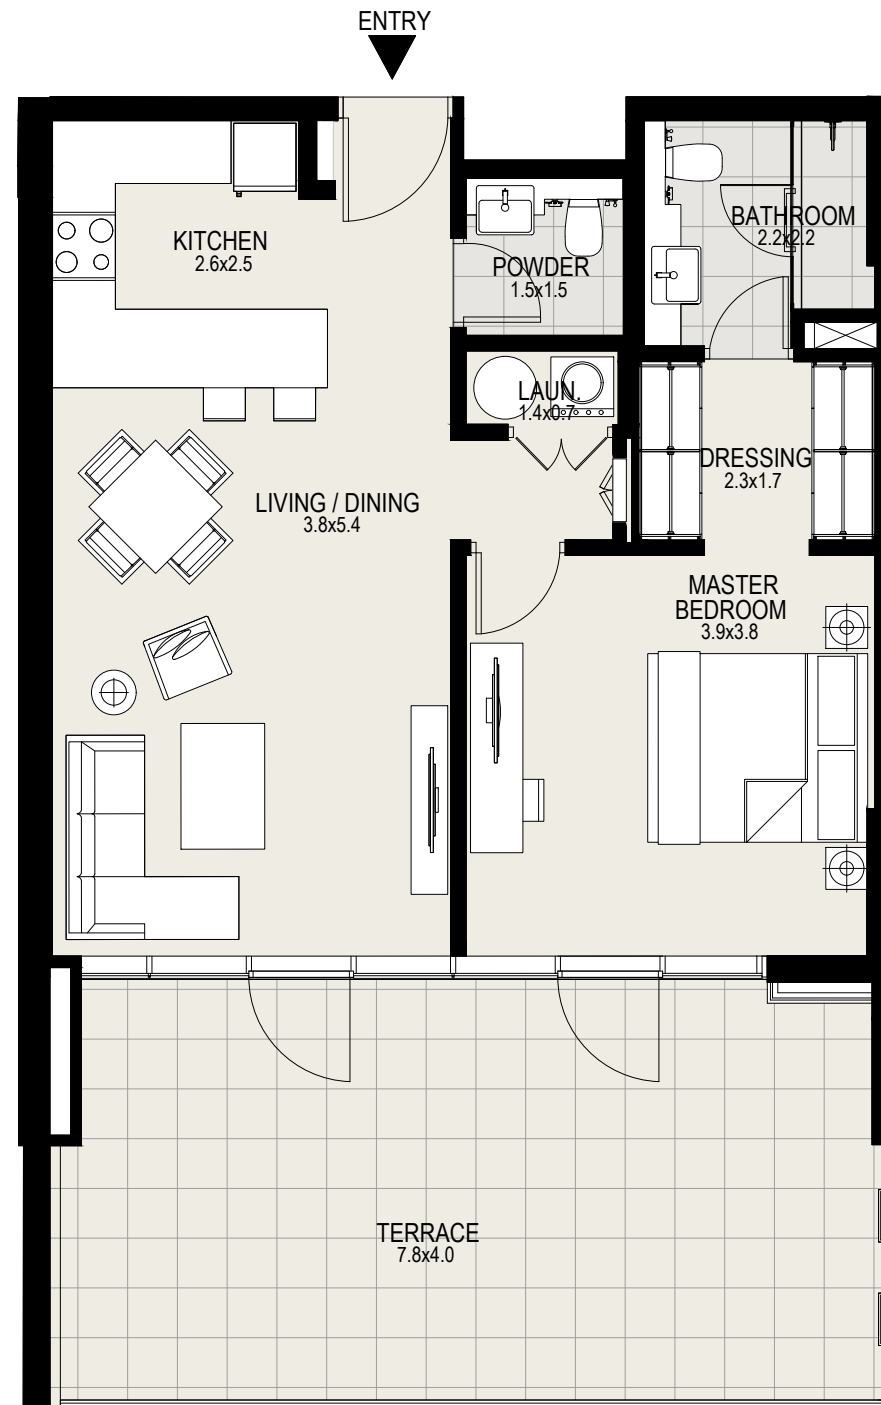 ENTRY
KITCHEN
2.6x2.5
POWDER
1.5x1.5
BATHROOM
2.2x2.2
LAUN.
1.4x0.7
DRESSING
2.3x1.7
LIVING / DINING
3.8x5.4
MASTER
BEDROOM
3.9x3.8
TERRACE
7.8x4.0